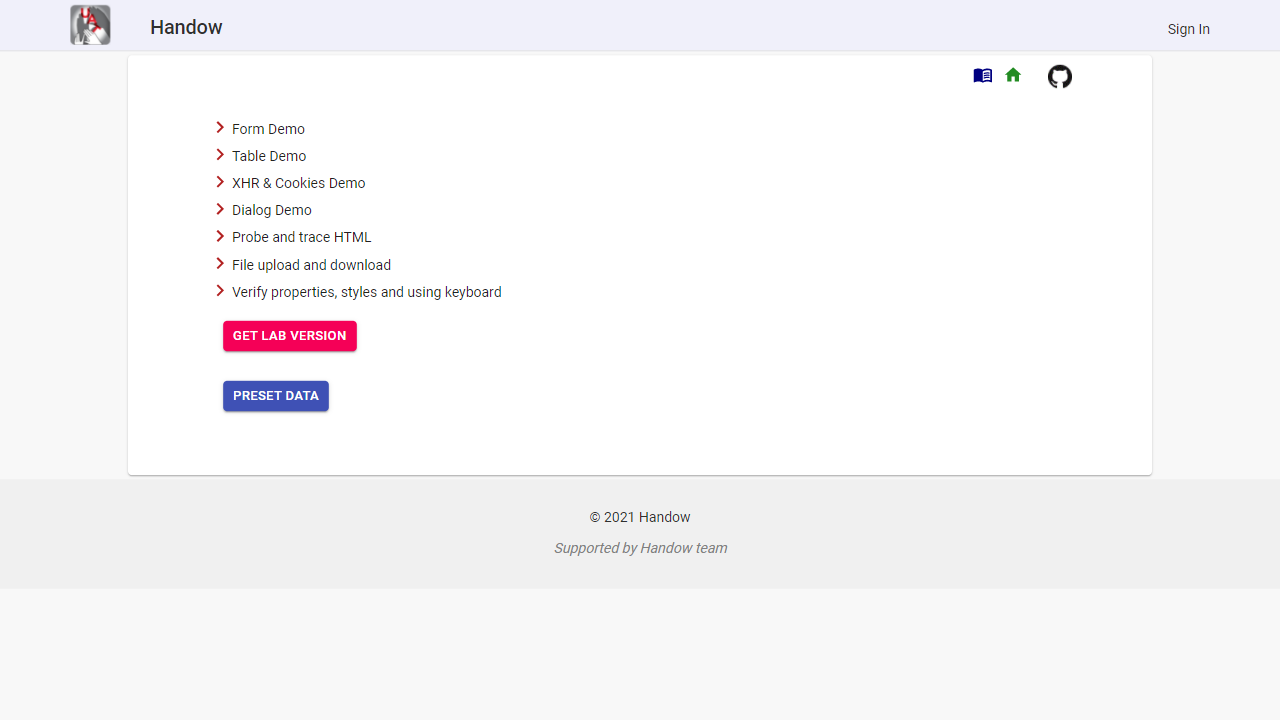 Handow
Sign In
Form Demo
Table Demo
XHR & Cookies Demo
Dialog Demo
Probe and trace HTML
File upload and download
Verify properties, styles and using keyboard
GET LAB VERSION
PRESET DATA
© 2021 Handow
Supported by Handow team